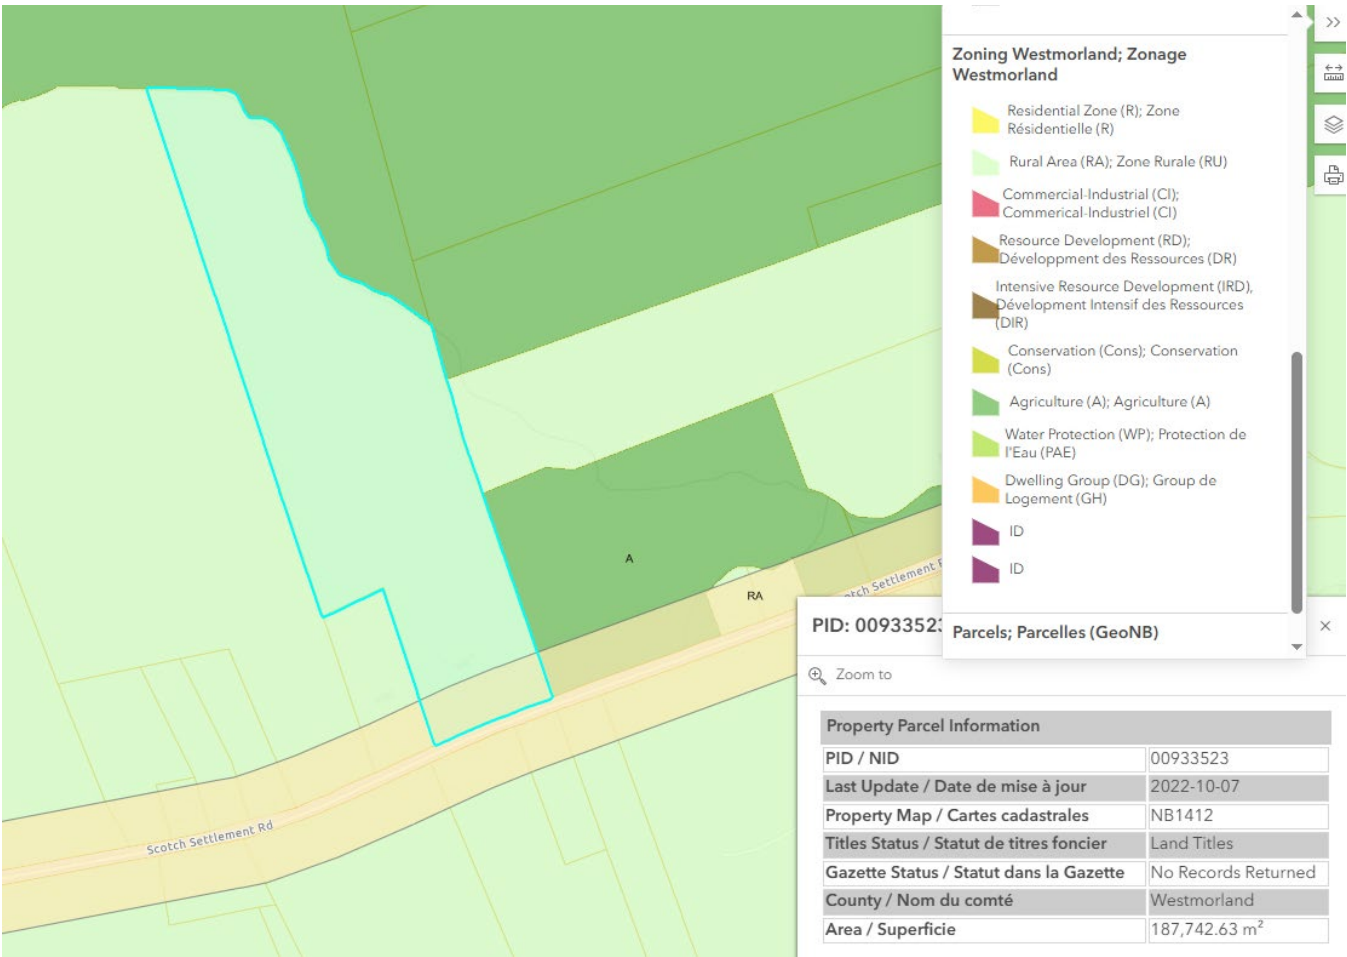 Zoning Westmorland; Zonage
Westmorland
Residential Zone (R); Zone
Résidentielle (R)
Rural Area (RA); Zone Rurale (RU)
Commercial-Industrial (CI);
Commerical-Industriel (CI)
Resource Development (RD);
Développment des Ressources (DR)
Intensive Resource Development (IRD),
Dévelopment Intensif des Ressources
(DIR)
Conservation (Cons); Conservation
(Cons)
Agriculture (A); Agriculture (A)
Water Protection (WP); Protection de
l'Eau (PAE)
Dwelling Group (DG); Group de
Logement (GH)
ID
ID
Parcels; Parcelles (GeoNB)
A
RA
Settlement
Scotch Settlement Rd
PID: 00933523
Zoom to
Property Parcel Information
PID / NID 00933523
Last Update / Date de mise à jour 2022-10-07
Property Map / Cartes cadastrales NB1412
Titles Status / Statut de titres foncier Land Titles
Gazette Status / Statut dans la Gazette No Records Returned
County / Nom du comté Westmorland
Area / Superficie 187,742.63 m²